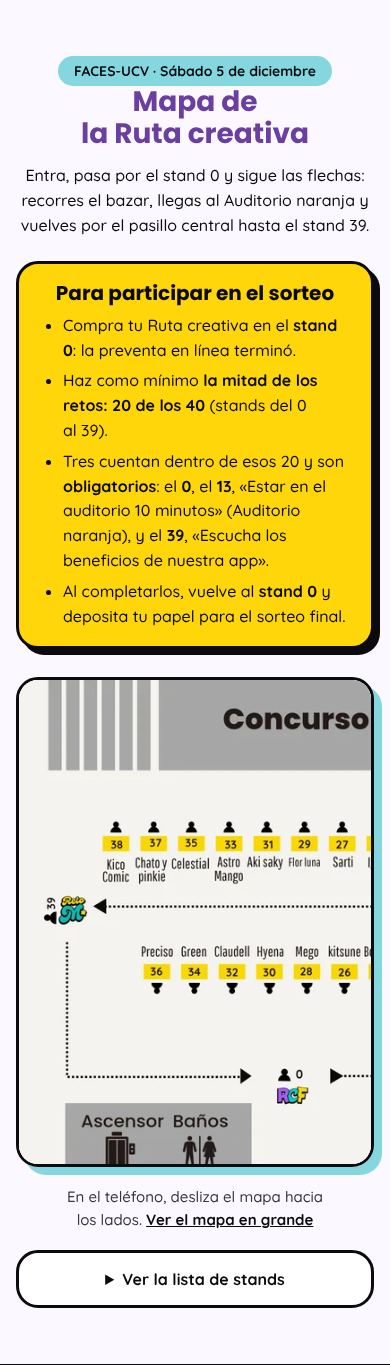 FACES-UCV · Sábado 5 de diciembre
Mapa de
la Ruta creativa
Entra, pasa por el stand 0 y sigue las flechas:
recorres el bazar, llegas al Auditorio naranja y
vuelves por el pasillo central hasta el stand 39.
Para participar en el sorteo
• Compra tu Ruta creativa en el stand
0: la preventa en línea terminó.
• Haz como mínimo la mitad de los
retos: 20 de los 40 (stands del 0
al 39).
• Tres cuentan dentro de esos 20 y son
obligatorios: el 0, el 13, «Estar en el
auditorio 10 minutos» (Auditorio
naranja), y el 39, «Escucha los
beneficios de nuestra app».
• Al completarlos, vuelve al stand 0 y
deposita tu papel para el sorteo final.
Concurso
38 37 35 33 31 29 27
Kico Chato y Celestial Astro Aki saky Flor luna Sarti
Comic pinkie Mango
39
Preciso Green Claudell Hyena Mego kitsune
36 34 32 30 28 26
0
RCF
Ascensor Baños
En el teléfono, desliza el mapa hacia
los lados. Ver el mapa en grande
▶ Ver la lista de stands